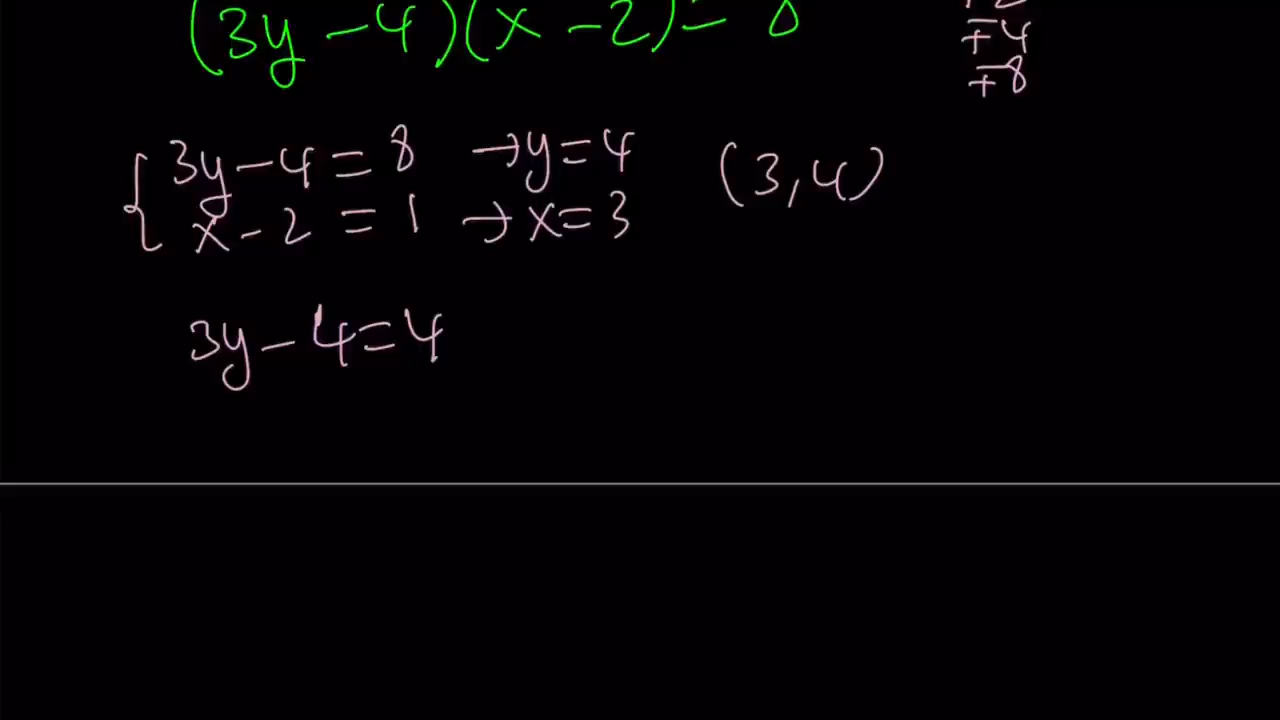 (3y - 4)(x - 2) = 8
∓4
∓8
3y - 4 = 8 → y = 4 (3, 4)
x - 2 = 1 → x = 3
3y - 4 = 4